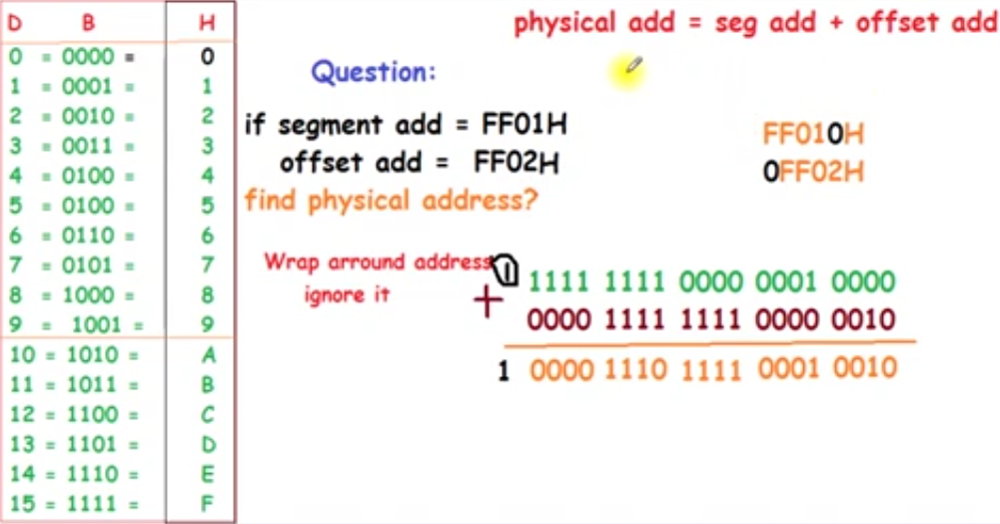 D B H
0 = 0000 = 0
1 = 0001 = 1
2 = 0010 = 2
3 = 0011 = 3
4 = 0100 = 4
5 = 0100 = 5
6 = 0110 = 6
7 = 0101 = 7
8 = 1000 = 8
9 = 1001 = 9
10 = 1010 = A
11 = 1011 = B
12 = 1100 = C
13 = 1101 = D
14 = 1110 = E
15 = 1111 = F
physical add = seg add + offset add
Question:
if segment add = FF01H
offset add = FF02H
find physical address?
FF010H
0FF02H
Wrap arround address
ignore it
1 1111 1111 0000 0001 0000
+ 0000 1111 1111 0000 0010
1 0000 1110 1111 0001 0010